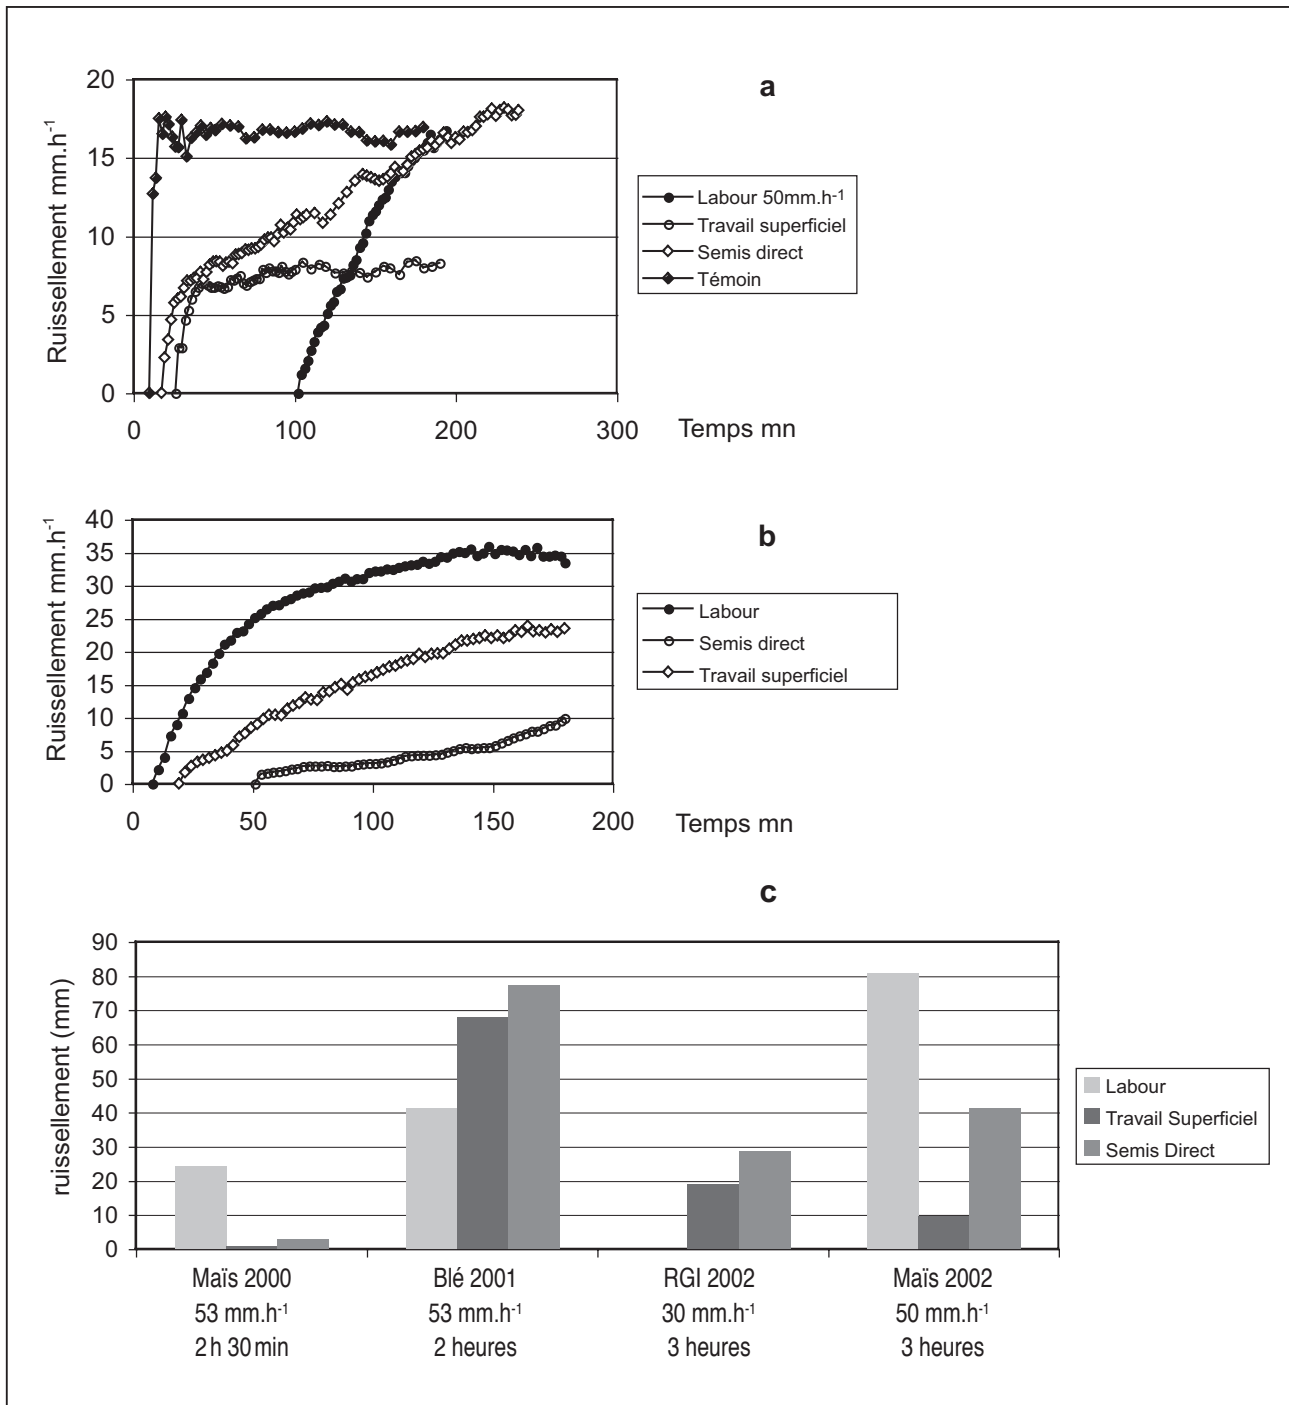 a
20
15
10
5
0
Ruissellement mm.h-1
0 100 200 300 Temps mn
Labour 50mm.h-1
Travail superficiel
Semis direct
Témoin
b
40
35
30
25
20
15
10
5
0
Ruissellement mm.h-1
0 50 100 150 200 Temps mn
Labour
Semis direct
Travail superficiel
c
90
80
70
60
50
40
30
20
10
0
ruissellement (mm)
Maïs 2000 Blé 2001 RGI 2002 Maïs 2002
53 mm.h-1 53 mm.h-1 30 mm.h-1 50 mm.h-1
2 h 30 min 2 heures 3 heures 3 heures
Labour
Travail Superficiel
Semis Direct